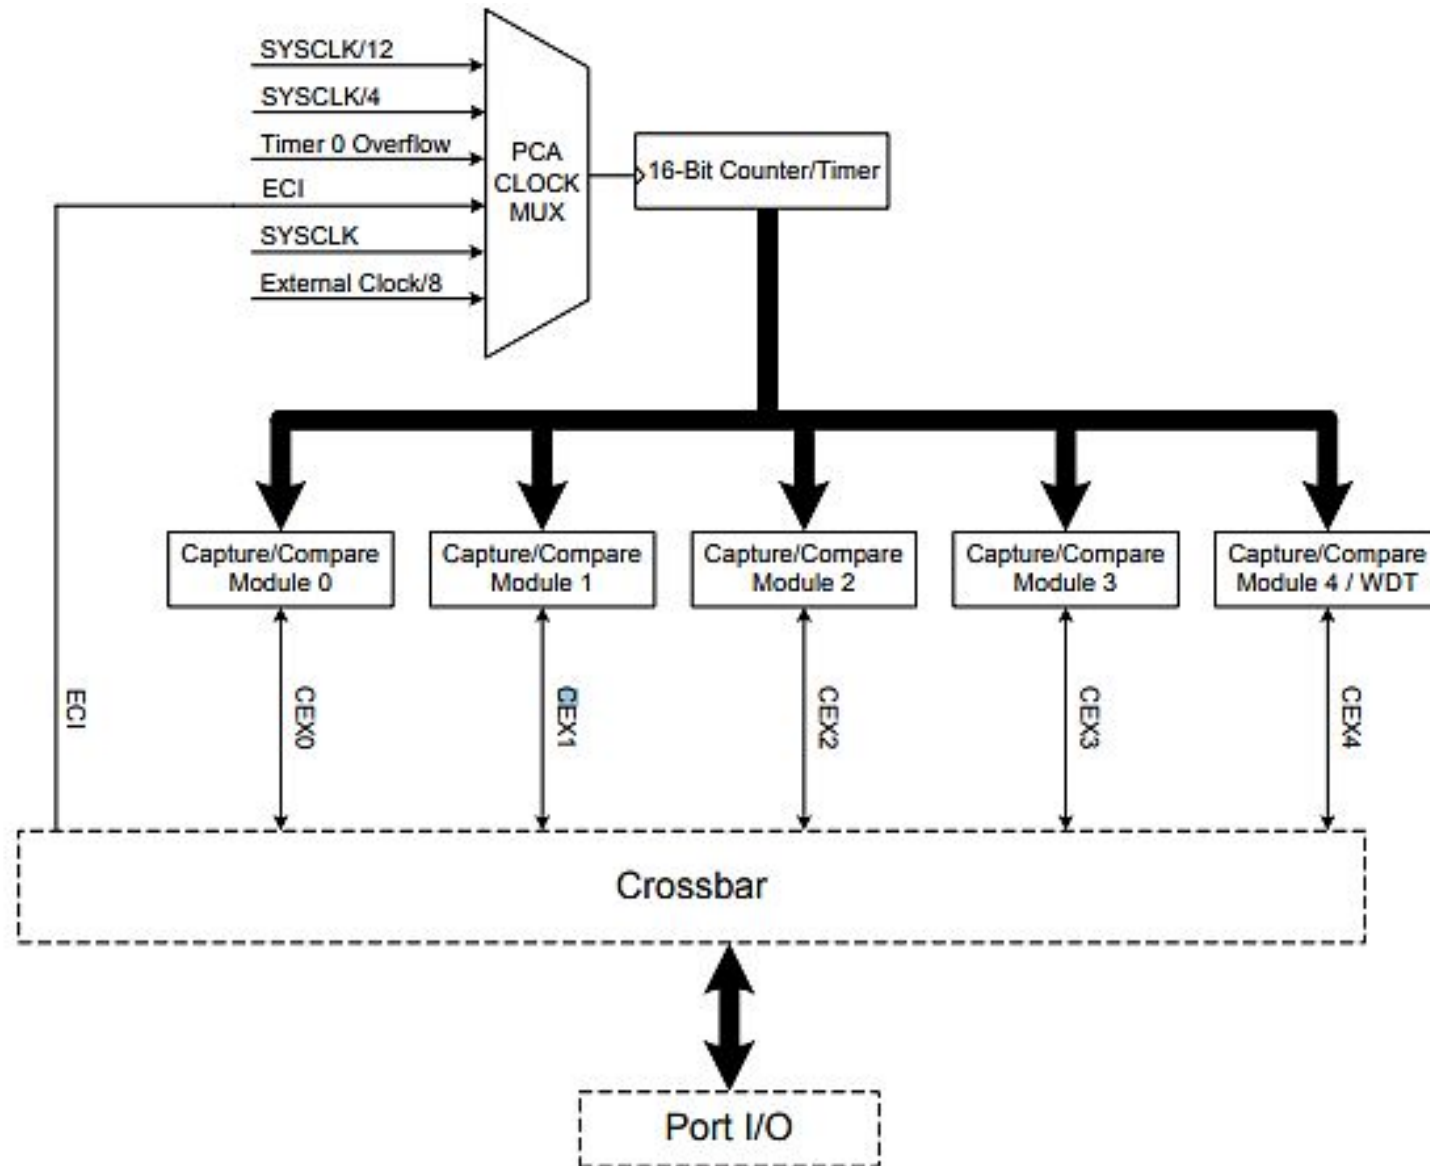 SYSCLK/12
SYSCLK/4
Timer 0 Overflow
ECI
SYSCLK
External Clock/8
PCA
CLOCK
MUX
16-Bit Counter/Timer
Capture/Compare
Module 0
Capture/Compare
Module 1
Capture/Compare
Module 2
Capture/Compare
Module 3
Capture/Compare
Module 4 / WDT
ECI
CEX0
CEX1
CEX2
CEX3
CEX4
Crossbar
Port I/O